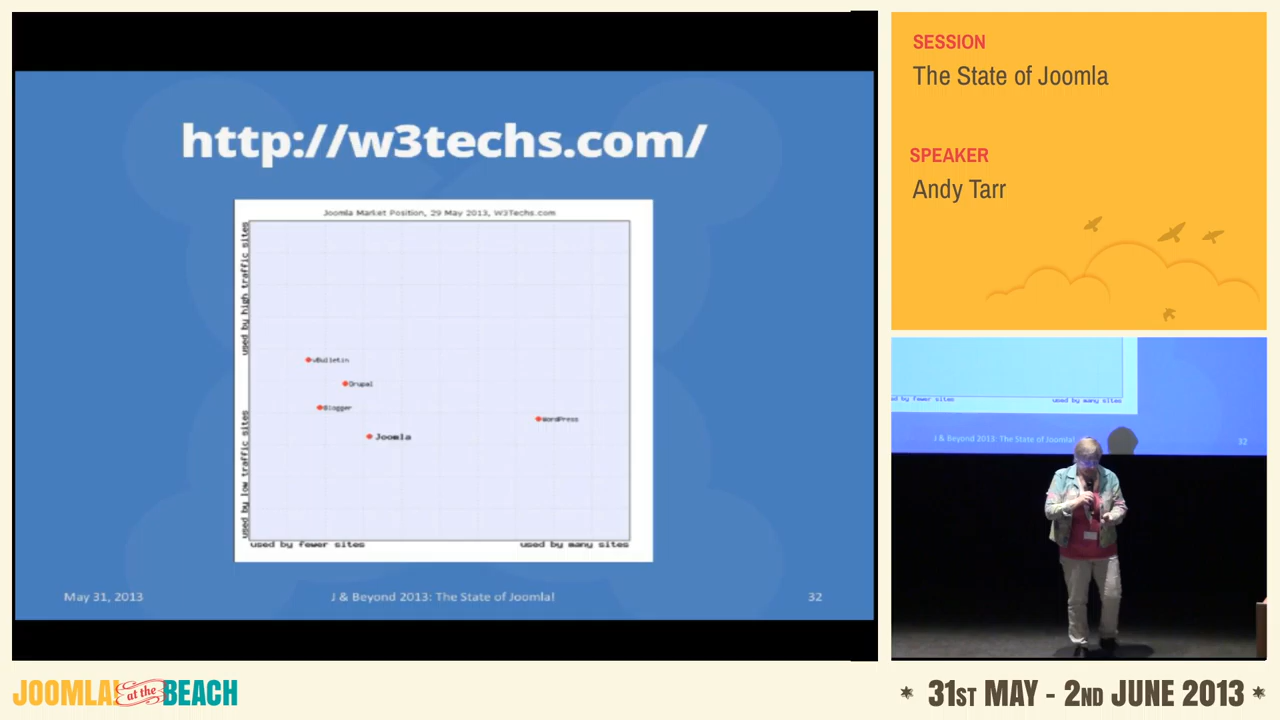 http://w3techs.com/
Joomla Market Position, 29 May 2013, W3Techs.com
used by high traffic sites
used by low traffic sites
vBulletin
Drupal
Blogger
WordPress
Joomla
used by fewer sites
used by many sites
May 31, 2013
J & Beyond 2013: The State of Joomla!
32
SESSION
The State of Joomla
SPEAKER
Andy Tarr
used by fewer sites
used by many sites
J & Beyond 2013: The State of Joomla!
32
JOOMLA! at the BEACH
* 31ST MAY - 2ND JUNE 2013 *